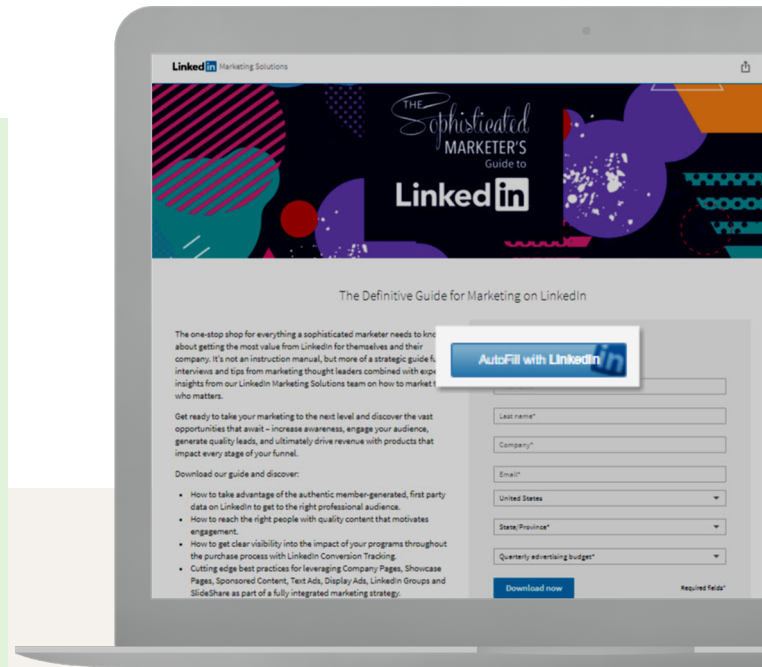 Linked in Marketing Solutions
THE
Sophisticated
MARKETER'S
Guide to
Linked in
The Definitive Guide for Marketing on LinkedIn
The one-stop shop for everything a sophisticated marketer needs to
about getting the most value from LinkedIn for themselves and their
company. It's not an instruction manual, but more of a strategic guide
interviews and tips from marketing thought leaders combined with
insights from our LinkedIn Marketing Solutions team on how to market
who matters.
Get ready to take your marketing to the next level and discover the vast
opportunities that await – increase awareness, engage your audience,
generate quality leads, and ultimately drive revenue with products that
impact every stage of your funnel.
Download our guide and discover:
• How to take advantage of the authentic member-generated, first party
data on LinkedIn to get to the right professional audience.
• How to reach the right people with quality content that motivates
engagement.
• How to get clear visibility into the impact of your programs throughout
the purchase process with LinkedIn Conversion Tracking.
• Cutting edge best practices for leveraging Company Pages, Showcase
Pages, Sponsored Content, Text Ads, Display Ads, LinkedIn Groups and
SlideShare as part of a fully integrated marketing strategy.
AutoFill with LinkedIn in
Last name*
Company*
Email*
United States
State/Province*
Quarterly advertising budget*
Download now
Required fields*